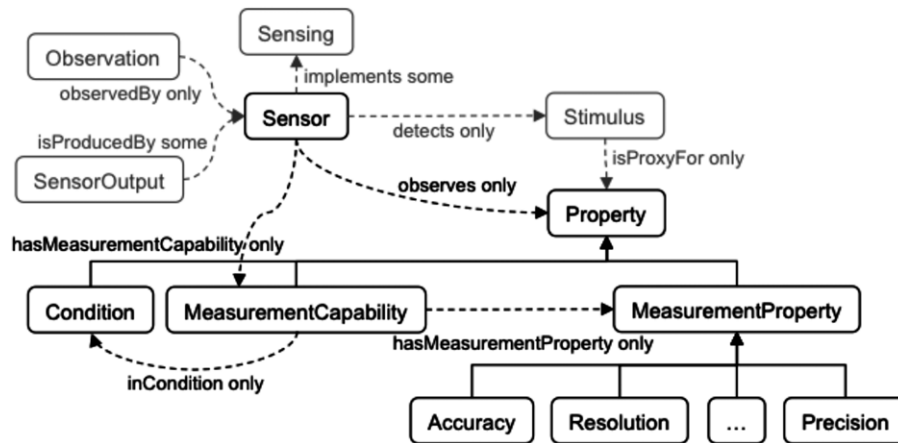 Sensing
Observation
implements some
observedBy only
Sensor
Stimulus
detects only
isProducedBy some
isProxyFor only
SensorOutput
observes only
Property
hasMeasurementCapability only
Condition
MeasurementCapability
MeasurementProperty
hasMeasurementProperty only
inCondition only
Accuracy
Resolution
...
Precision